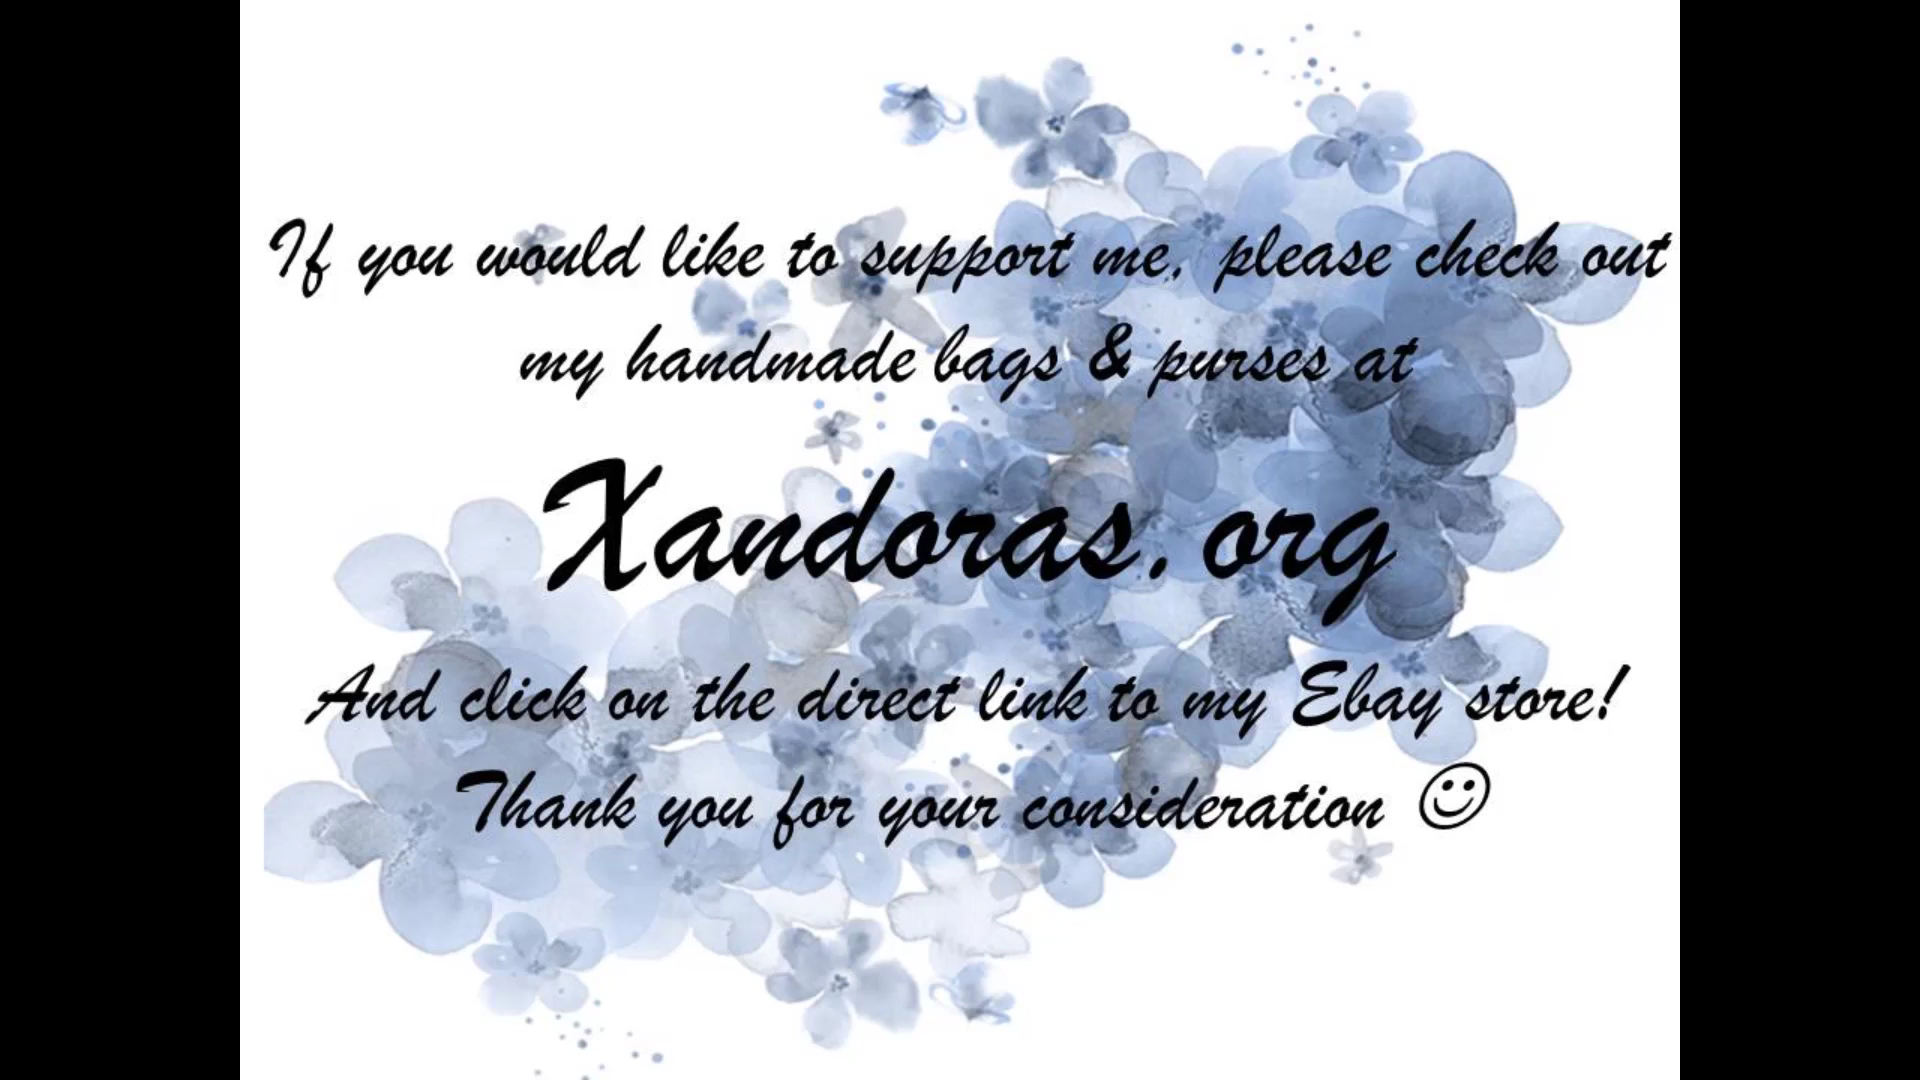 If you would like to support me, please check out
my handmade bags & purses at
Xandoras.org
And click on the direct link to my Ebay store!
Thank you for your consideration ☺